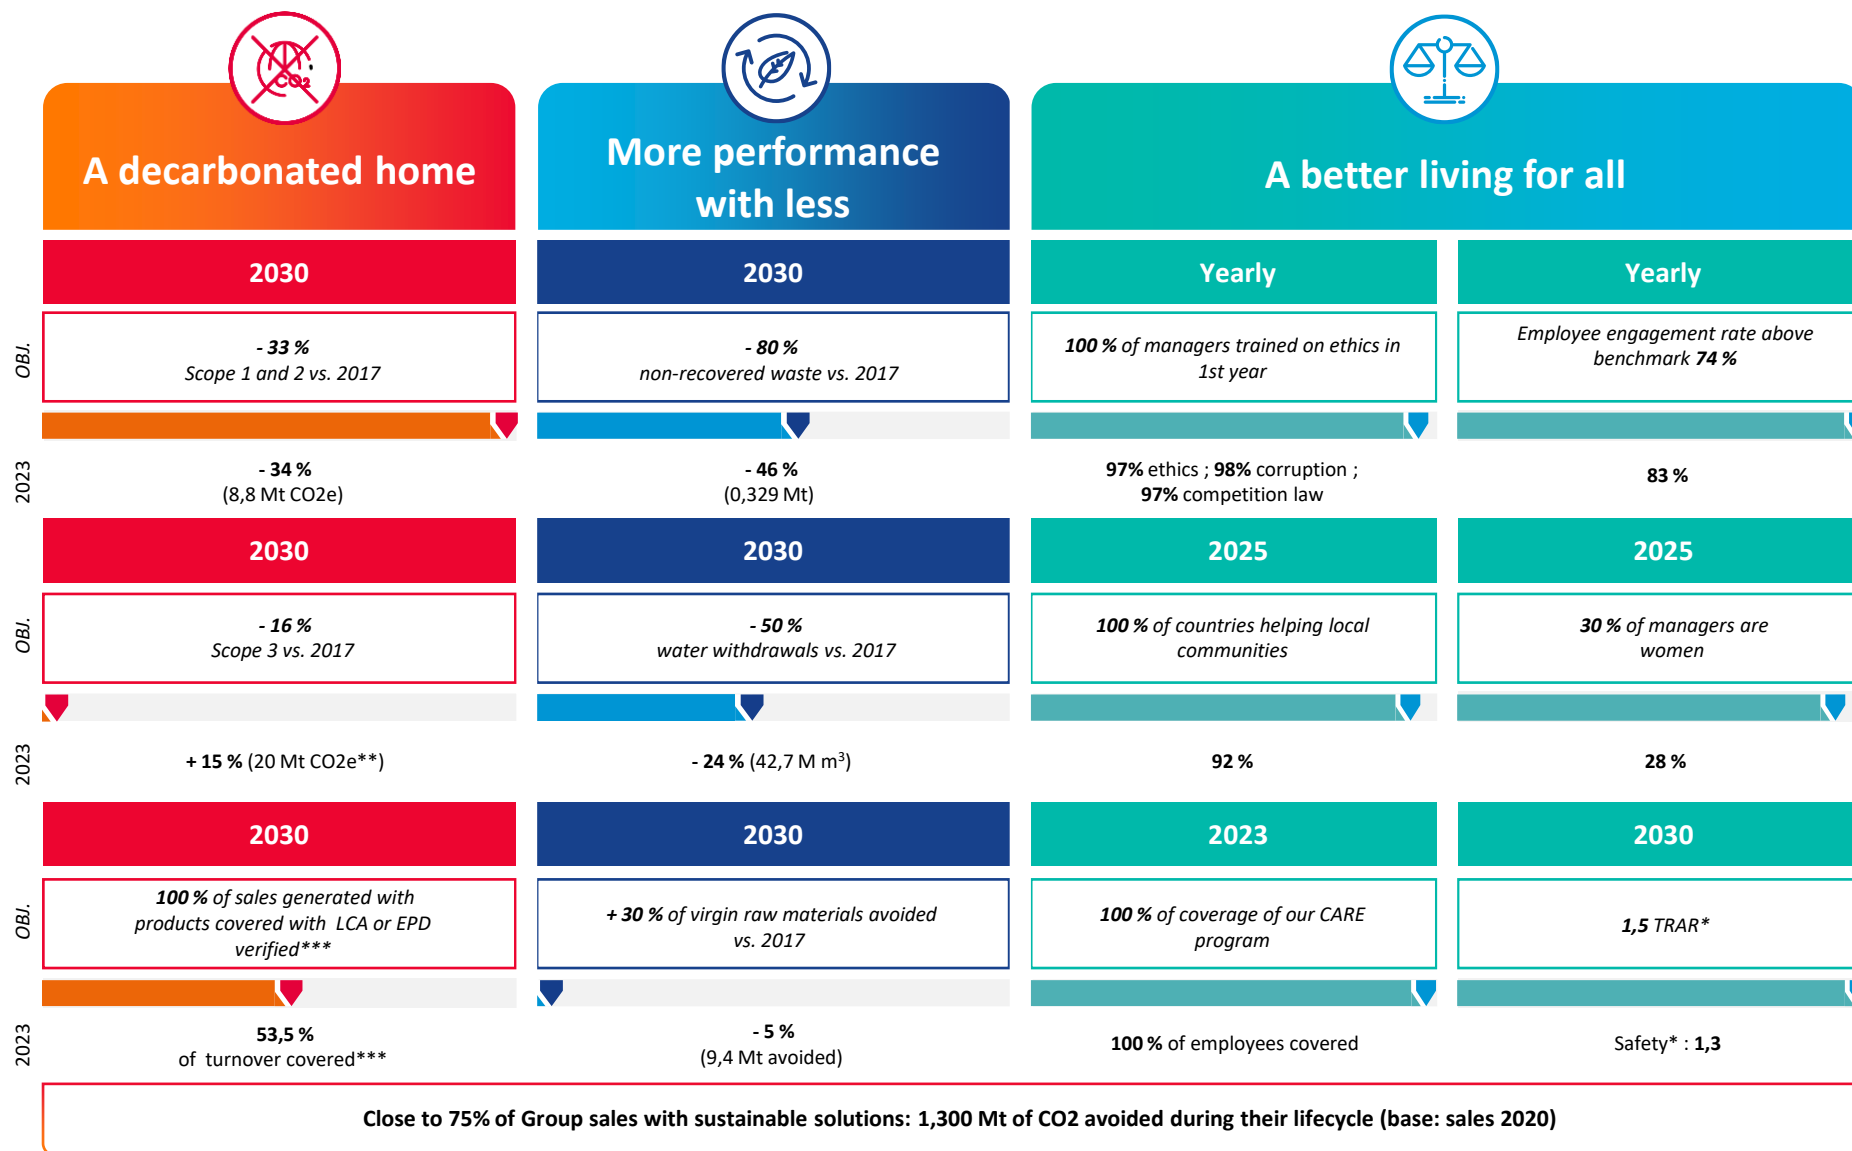 CO2
A decarbonated home
More performance
with less
A better living for all
2030
2030
Yearly
Yearly
OBJ.
- 33 %
Scope 1 and 2 vs. 2017
- 80 %
non-recovered waste vs. 2017
100 % of managers trained on ethics in
1st year
Employee engagement rate above
benchmark 74 %
2023
- 34 %
(8,8 Mt CO2e)
- 46 %
(0,329 Mt)
97% ethics ; 98% corruption ;
97% competition law
83 %
2030
2030
2025
2025
OBJ.
- 16 %
Scope 3 vs. 2017
- 50 %
water withdrawals vs. 2017
100 % of countries helping local
communities
30 % of managers are
women
2023
+ 15 % (20 Mt CO2e**)
- 24 % (42,7 M m³)
92 %
28 %
2030
2030
2023
2030
OBJ.
100 % of sales generated with
products covered with LCA or EPD
verified***
+ 30 % of virgin raw materials avoided
vs. 2017
100 % of coverage of our CARE
program
1,5 TRAR*
2023
53,5 %
of turnover covered***
- 5 %
(9,4 Mt avoided)
100 % of employees covered
Safety* : 1,3
Close to 75% of Group sales with sustainable solutions: 1,300 Mt of CO2 avoided during their lifecycle (base: sales 2020)